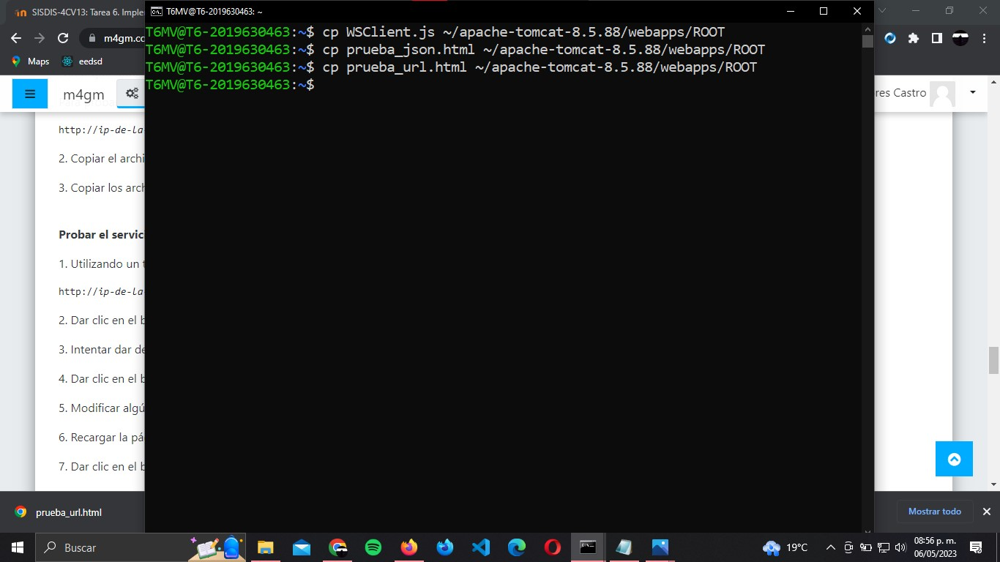 SISDIS-4CV13: Tarea 6. Imple
T6MV@T6-2019630463: ~
m4gm.co
Maps
eedsd
T6MV@T6-2019630463:~$ cp WSClient.js ~/apache-tomcat-8.5.88/webapps/ROOT
T6MV@T6-2019630463:~$ cp prueba_json.html ~/apache-tomcat-8.5.88/webapps/ROOT
T6MV@T6-2019630463:~$ cp prueba_url.html ~/apache-tomcat-8.5.88/webapps/ROOT
T6MV@T6-2019630463:~$
m4gm
res Castro
http://ip-de-la
2. Copiar el archi
3. Copiar los arch
Probar el servici
1. Utilizando un t
http://ip-de-la
2. Dar clic en el b
3. Intentar dar de
4. Dar clic en el b
5. Modificar algú
6. Recargar la pá
7. Dar clic en el b
prueba_url.html
Mostrar todo
Buscar
19°C
08:56 p. m.
06/05/2023